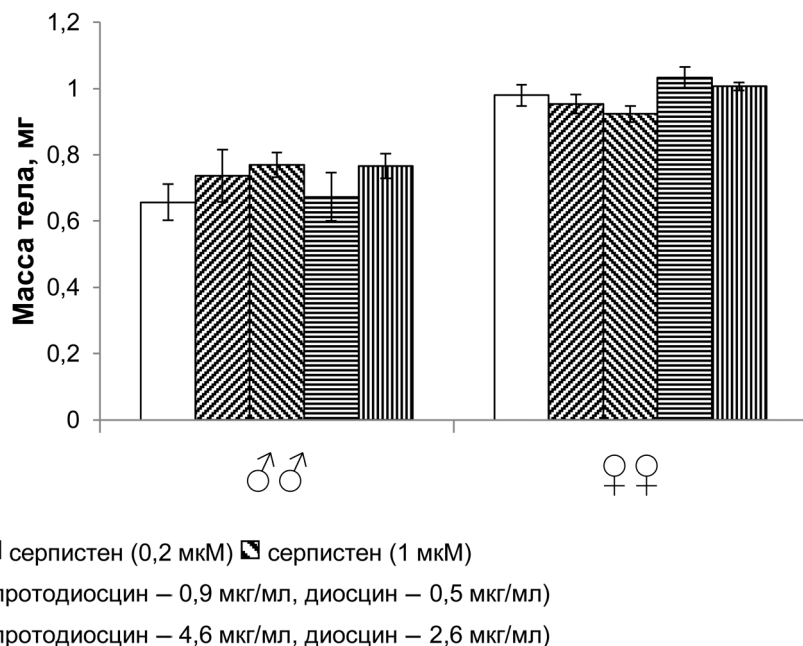 1,2
1
0,8
0,6
0,4
0,2
0
Масса тела, мг
♂♂
♀♀
серпистен (0,2 мкМ) серпистен (1 мкМ)
протодиосцин – 0,9 мкг/мл, диосцин – 0,5 мкг/мл)
протодиосцин – 4,6 мкг/мл, диосцин – 2,6 мкг/мл)